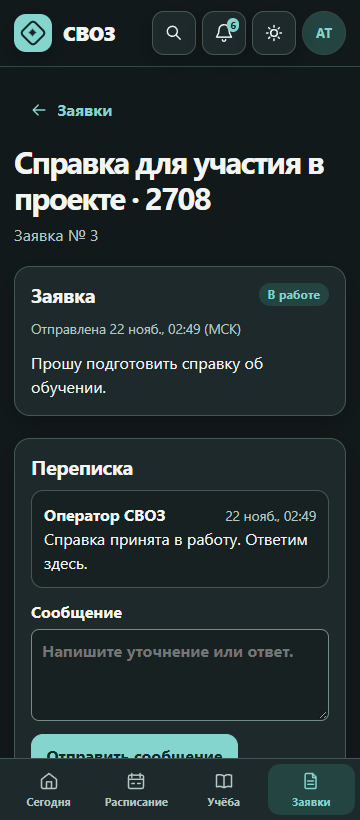 СВОЗ
6
АТ
← Заявки
Справка для участия в
проекте · 2708
Заявка № 3
Заявка
В работе
Отправлена 22 нояб., 02:49 (МСК)
Прошу подготовить справку об
обучении.
Переписка
Оператор СВОЗ
22 нояб., 02:49
Справка принята в работу. Ответим
здесь.
Сообщение
Напишите уточнение или ответ.
Отправить сообщение
Сегодня
Расписание
Учёба
Заявки